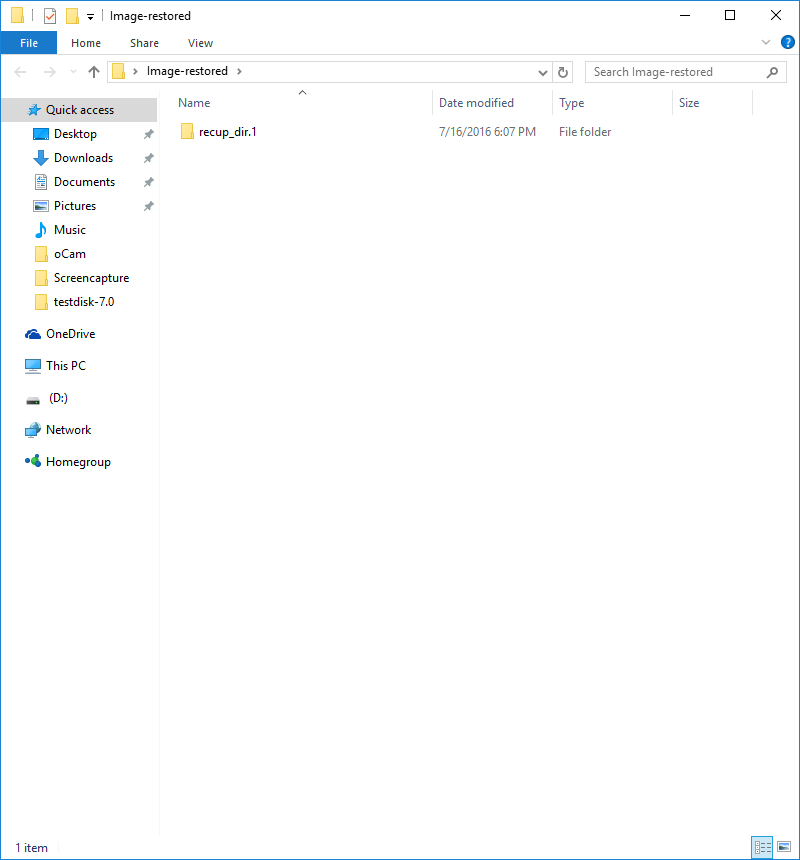 Image-restored
File Home Share View
?
Image-restored
Search Image-restored
Name Date modified Type Size
recup_dir.1 7/16/2016 6:07 PM File folder
Quick access
Desktop
Downloads
Documents
Pictures
Music
oCam
Screencapture
testdisk-7.0
OneDrive
This PC
(D:)
Network
Homegroup
1 item